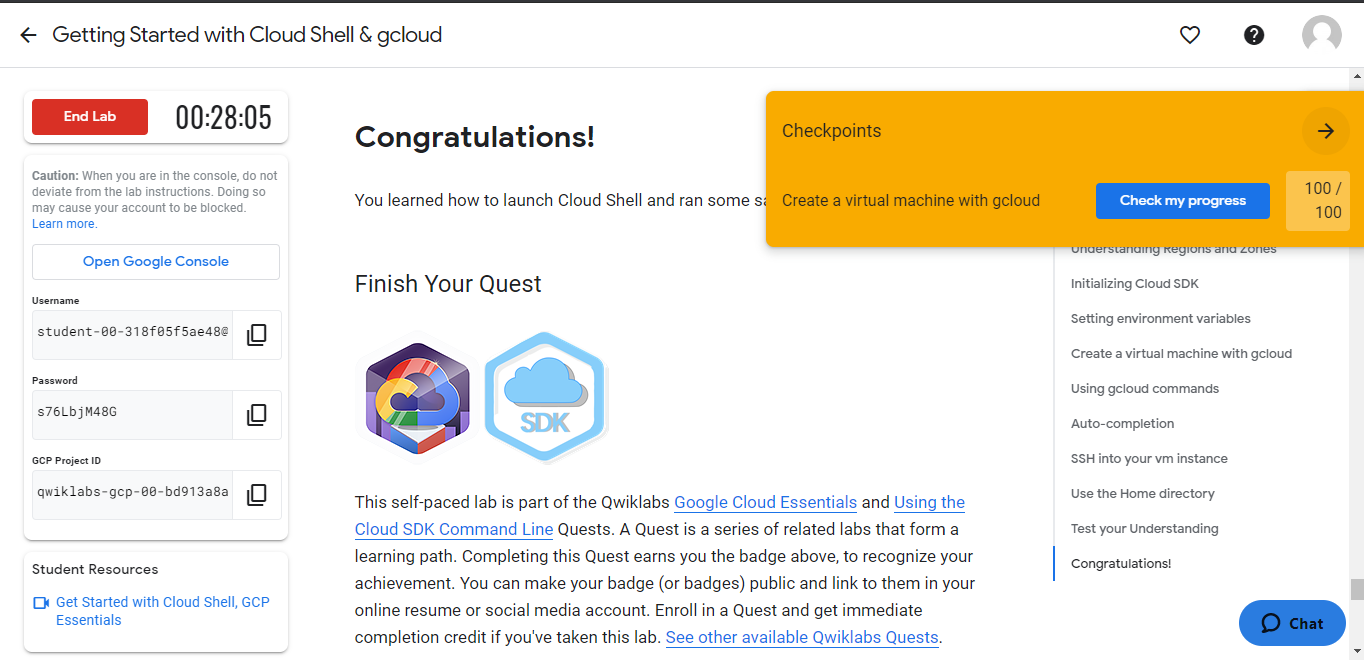 Getting Started with Cloud Shell & gcloud
End Lab
00:28:05
Caution: When you are in the console, do not
deviate from the lab instructions. Doing so
may cause your account to be blocked.
Learn more.
Open Google Console
Username
student-00-318f05f5ae48@
Password
s76LbjM48G
GCP Project ID
qwiklabs-gcp-00-bd913a8a
Student Resources
Get Started with Cloud Shell, GCP
Essentials
Congratulations!
You learned how to launch Cloud Shell and ran some
Finish Your Quest
SDK
This self-paced lab is part of the Qwiklabs Google Cloud Essentials and Using the
Cloud SDK Command Line Quests. A Quest is a series of related labs that form a
learning path. Completing this Quest earns you the badge above, to recognize your
achievement. You can make your badge (or badges) public and link to them in your
online resume or social media account. Enroll in a Quest and get immediate
completion credit if you've taken this lab. See other available Qwiklabs Quests.
Checkpoints
Create a virtual machine with gcloud
Check my progress
100 /
100
Understanding Regions and Zones
Initializing Cloud SDK
Setting environment variables
Create a virtual machine with gcloud
Using gcloud commands
Auto-completion
SSH into your vm instance
Use the Home directory
Test your Understanding
Congratulations!
Chat